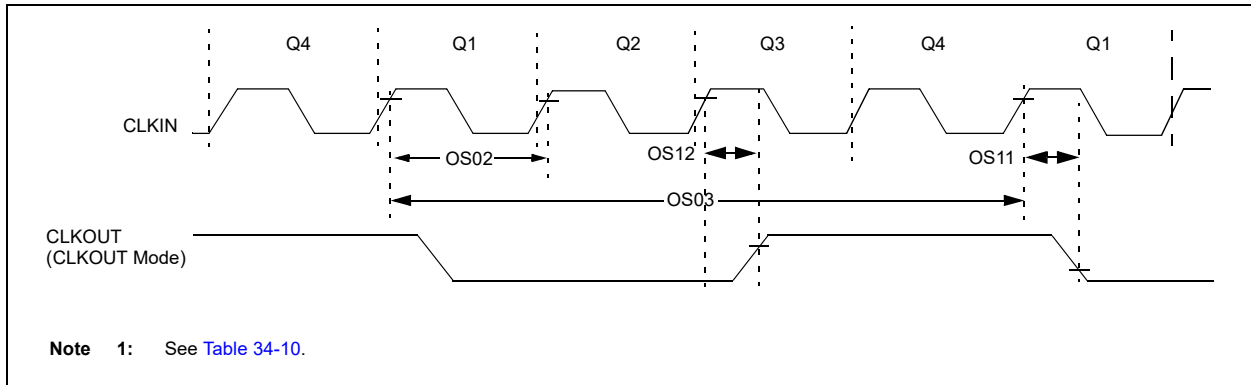 Q4 Q1 Q2 Q3 Q4 Q1
CLKIN
OS02
OS12
OS11
OS03
CLKOUT
(CLKOUT Mode)
Note 1: See Table 34-10.